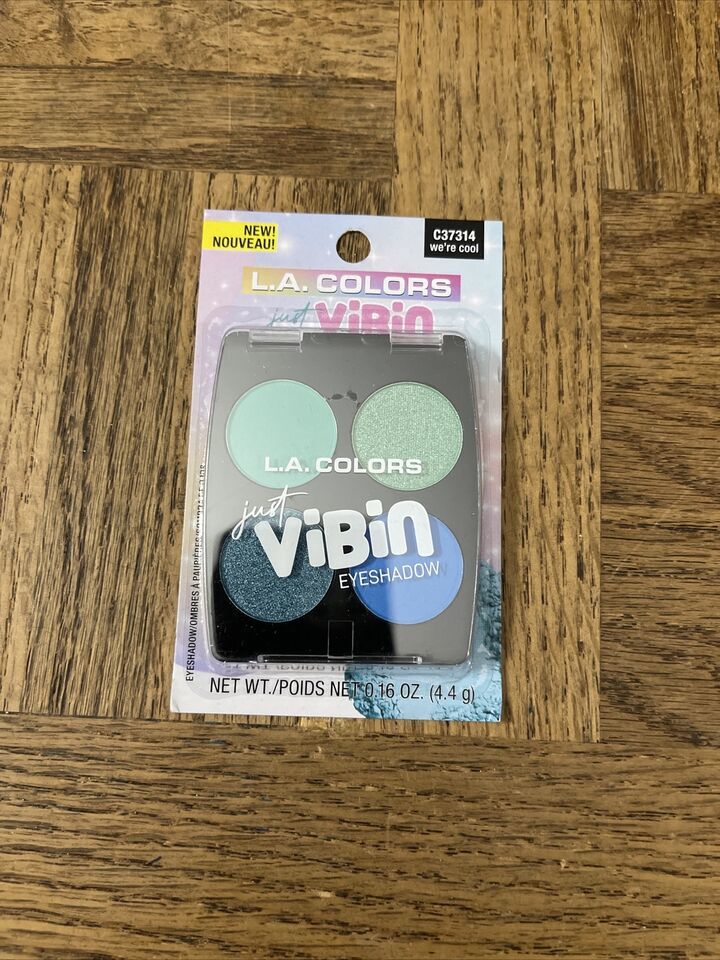 NEW!
NOUVEAU!
C37314
we're cool
L.A. COLORS
just ViBin
L.A. COLORS
just
ViBin
EYESHADOW
EYESHADOW/OMBRES À PAUPIÈRES
NET WT./POIDS NET 0.16 OZ. (4.4 g)